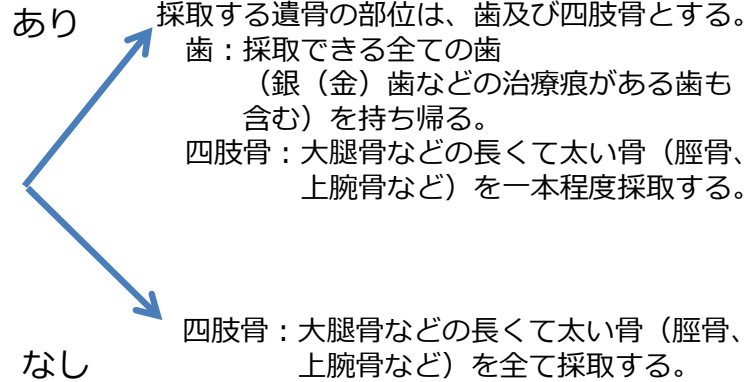 あり
採取する遺骨の部位は、歯及び四肢骨とする。
歯：採取できる全ての歯
（銀（金）歯などの治療痕がある歯も
含む）を持ち帰る。
四肢骨：大腿骨などの長くて太い骨（脛骨、
上腕骨など）を一本程度採取する。
四肢骨：大腿骨などの長くて太い骨（脛骨、
上腕骨など）を全て採取する。
なし